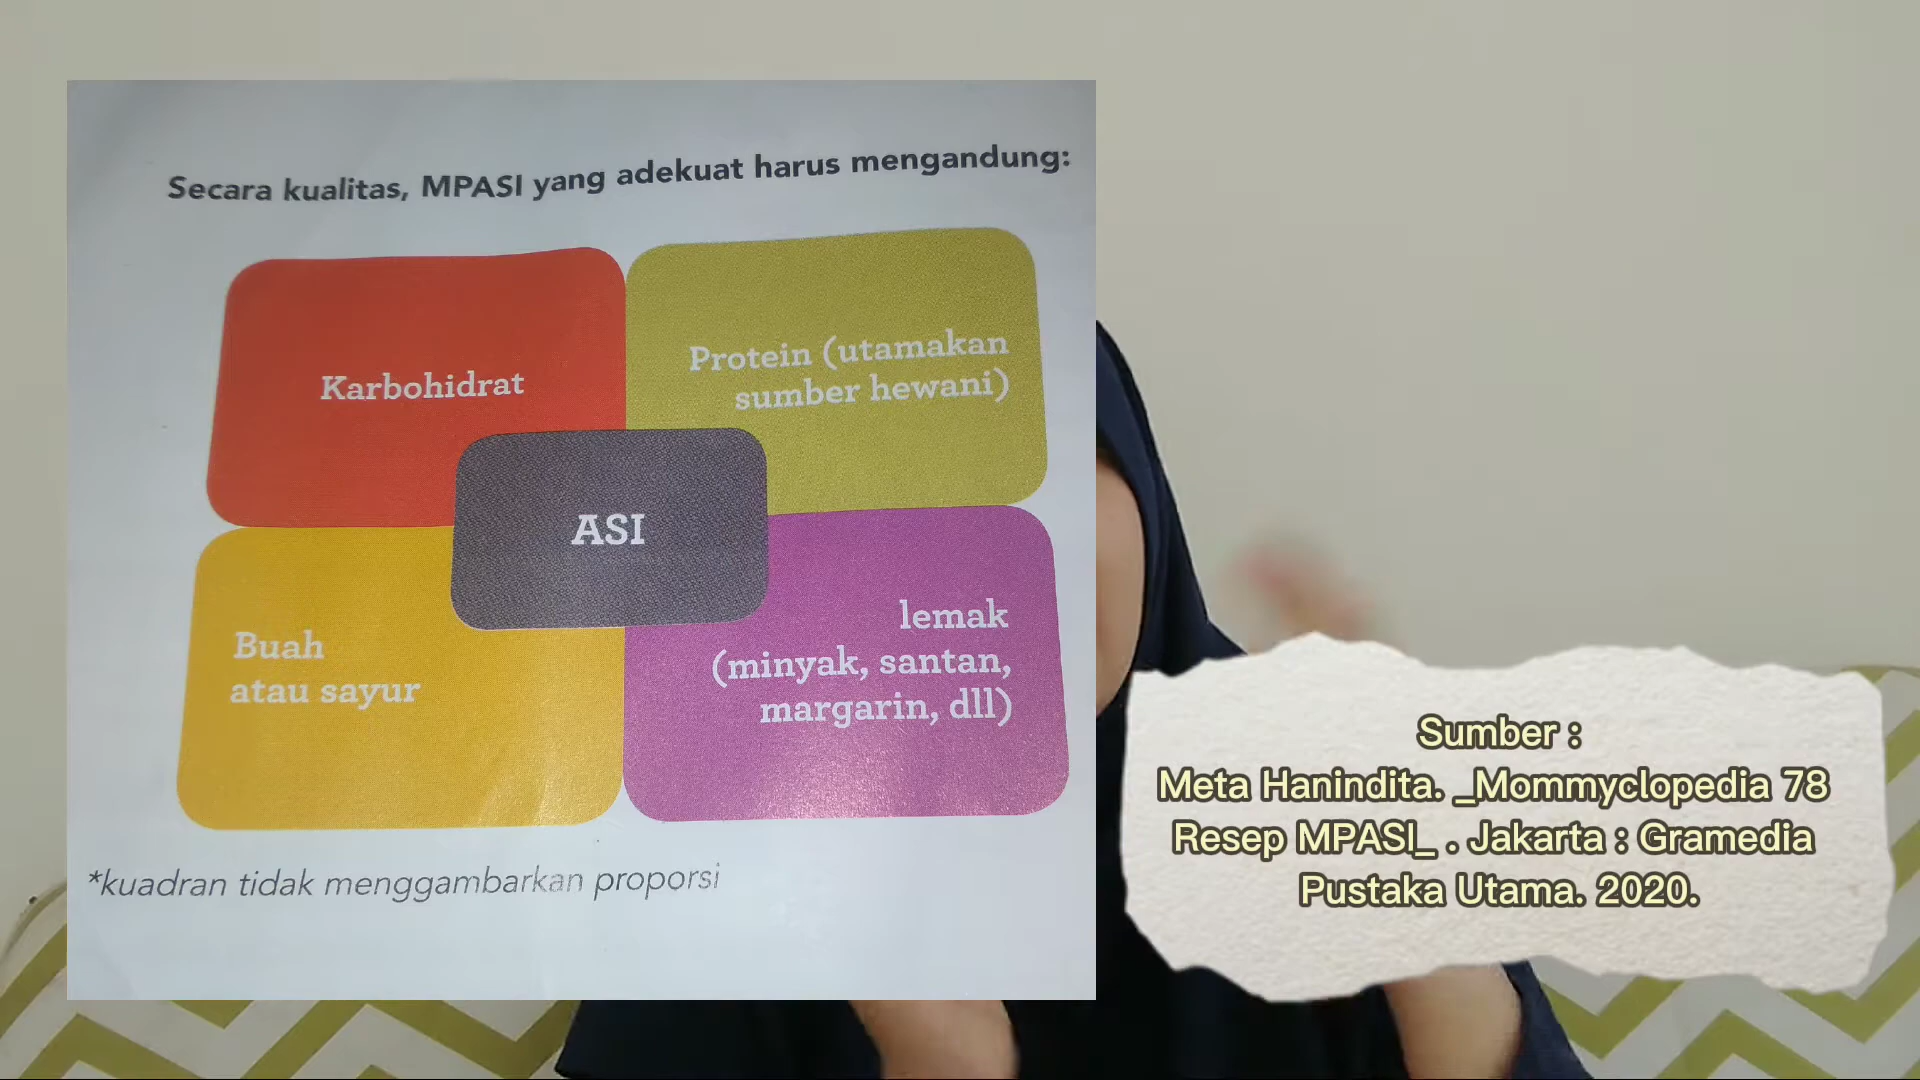 Secara kualitas, MPASI yang adekuat harus mengandung:
Karbohidrat
Protein (utamakan
sumber hewani)
ASI
Buah
atau sayur
lemak
(minyak, santan,
margarin, dll)
*kuadran tidak menggambarkan proporsi
Sumber :
Meta Hanindita. _Mommyclopedia 78
Resep MPASI_ . Jakarta : Gramedia
Pustaka Utama. 2020.